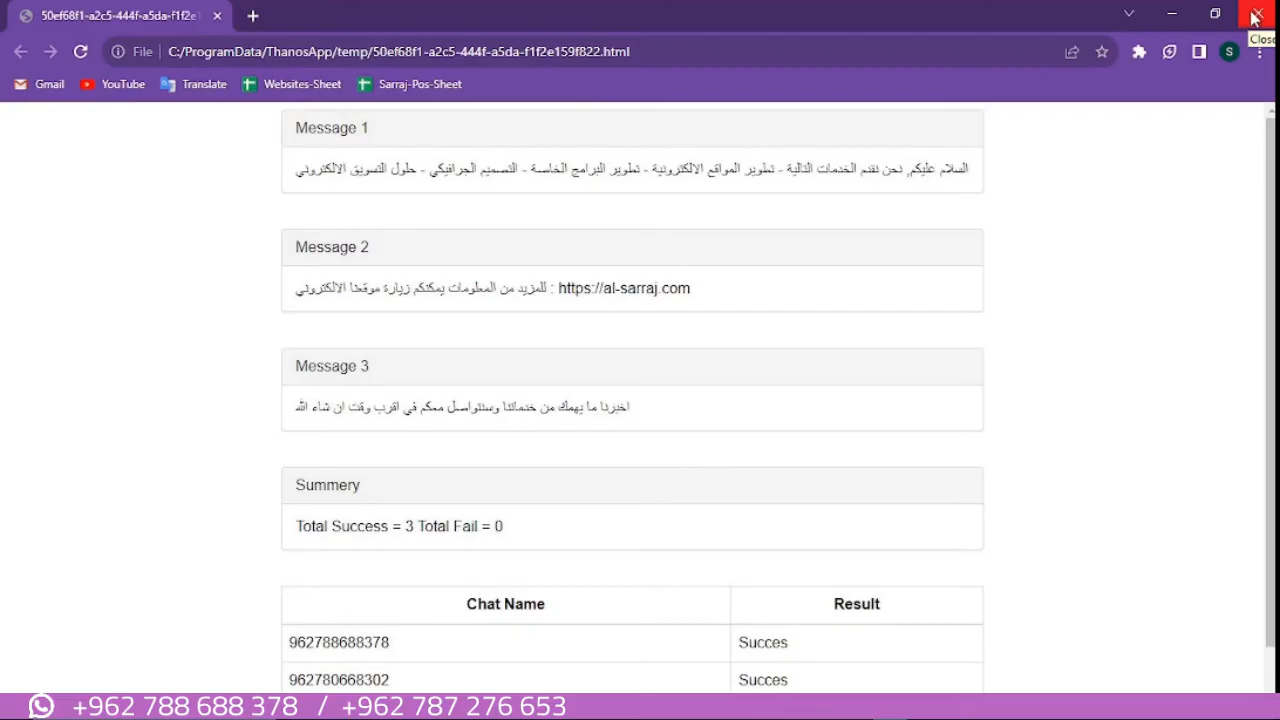 50ef68f1-a2c5-444f-a5da-f1f2e1
File C:/ProgramData/ThanosApp/temp/50ef68f1-a2c5-444f-a5da-f1f2e159f822.html
S
Close
Gmail YouTube Translate Websites-Sheet Sarraj-Pos-Sheet
Message 1
السلام عليكم, نحن نقدم الخدمات التالية - تطوير المواقع الالكترونية - تطوير البرامج الخاسة - التصميم الجرافيكي - حلول التسويق الالكتروني
Message 2
للمزيد من المعلومات يمكنكم زيارة موقعنا الالكتروني : https://al-sarraj.com
Message 3
اخبرنا ما يهمك من خدماتنا وسنتواصل معكم في اقرب وقت ان شاء الله
Summery
Total Success = 3 Total Fail = 0
Chat Name Result
962788688378 Succes
962780668302 Succes
+962 788 688 378 / +962 787 276 653